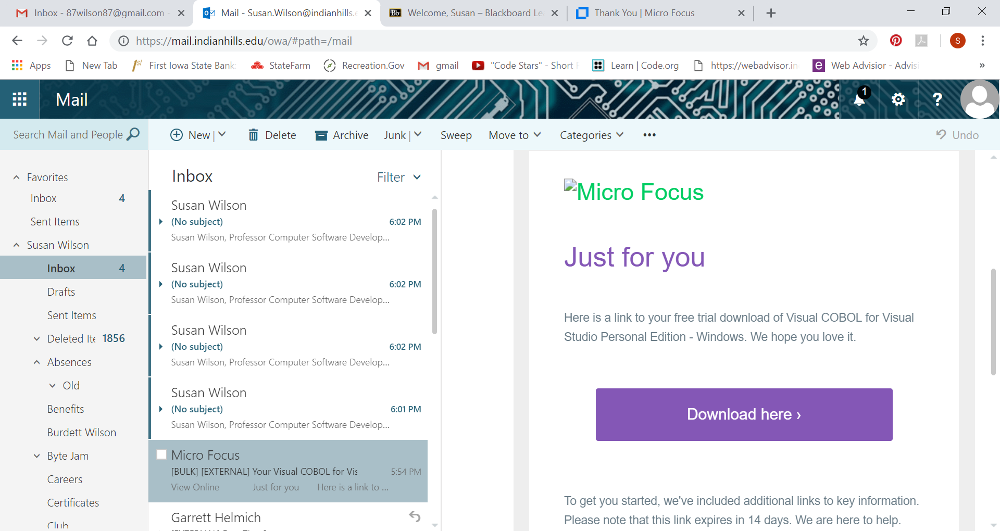 Inbox - 87wilson87@gmail.com -
Mail - Susan.Wilson@indianhills.e
Bb Welcome, Susan – Blackboard Le
Thank You | Micro Focus
https://mail.indianhills.edu/owa/#path=/mail
S
Apps
New Tab
1st First Iowa State Bank:
StateFarm
Recreation.Gov
gmail
"Code Stars" - Short F
Learn | Code.org
https://webadvisor.in
e Web Advisior - Advisi
»
Mail
1
?
Search Mail and People
New
Delete
Archive
Junk
Sweep
Move to
Categories
•••
Undo
Favorites
Inbox 4
Sent Items
Susan Wilson
Inbox 4
Drafts
Sent Items
Deleted Ite 1856
Absences
Old
Benefits
Burdett Wilson
Byte Jam
Careers
Certificates
Club
Inbox
Filter
Susan Wilson
(No subject) 6:02 PM
Susan Wilson, Professor Computer Software Develop...
Susan Wilson
(No subject) 6:02 PM
Susan Wilson, Professor Computer Software Develop...
Susan Wilson
(No subject) 6:02 PM
Susan Wilson, Professor Computer Software Develop...
Susan Wilson
(No subject) 6:01 PM
Susan Wilson, Professor Computer Software Develop...
Micro Focus
[BULK] [EXTERNAL] Your Visual COBOL for Vis 5:54 PM
View Online Just for you Here is a link to ...
Garrett Helmich
Micro Focus
Just for you
Here is a link to your free trial download of Visual COBOL for Visual
Studio Personal Edition - Windows. We hope you love it.
Download here ›
To get you started, we've included additional links to key information.
Please note that this link expires in 14 days. We are here to help.